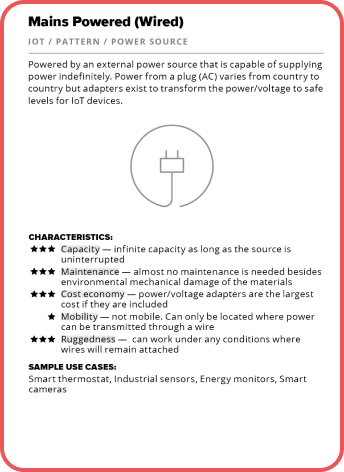 Mains Powered (Wired)
IOT / PATTERN / POWER SOURCE
Powered by an external power source that is capable of supplying
power indefinitely. Power from a plug (AC) varies from country to
country but adapters exist to transform the power/voltage to safe
levels for IoT devices.
CHARACTERISTICS:
★★★ Capacity — infinite capacity as long as the source is
uninterrupted
★★★ Maintenance — almost no maintenance is needed besides
environmental mechanical damage of the materials
★★★ Cost economy — power/voltage adapters are the largest
cost if they are included
★ Mobility — not mobile. Can only be located where power
can be transmitted through a wire
★★★ Ruggedness — can work under any conditions where
wires will remain attached
SAMPLE USE CASES:
Smart thermostat, Industrial sensors, Energy monitors, Smart
cameras